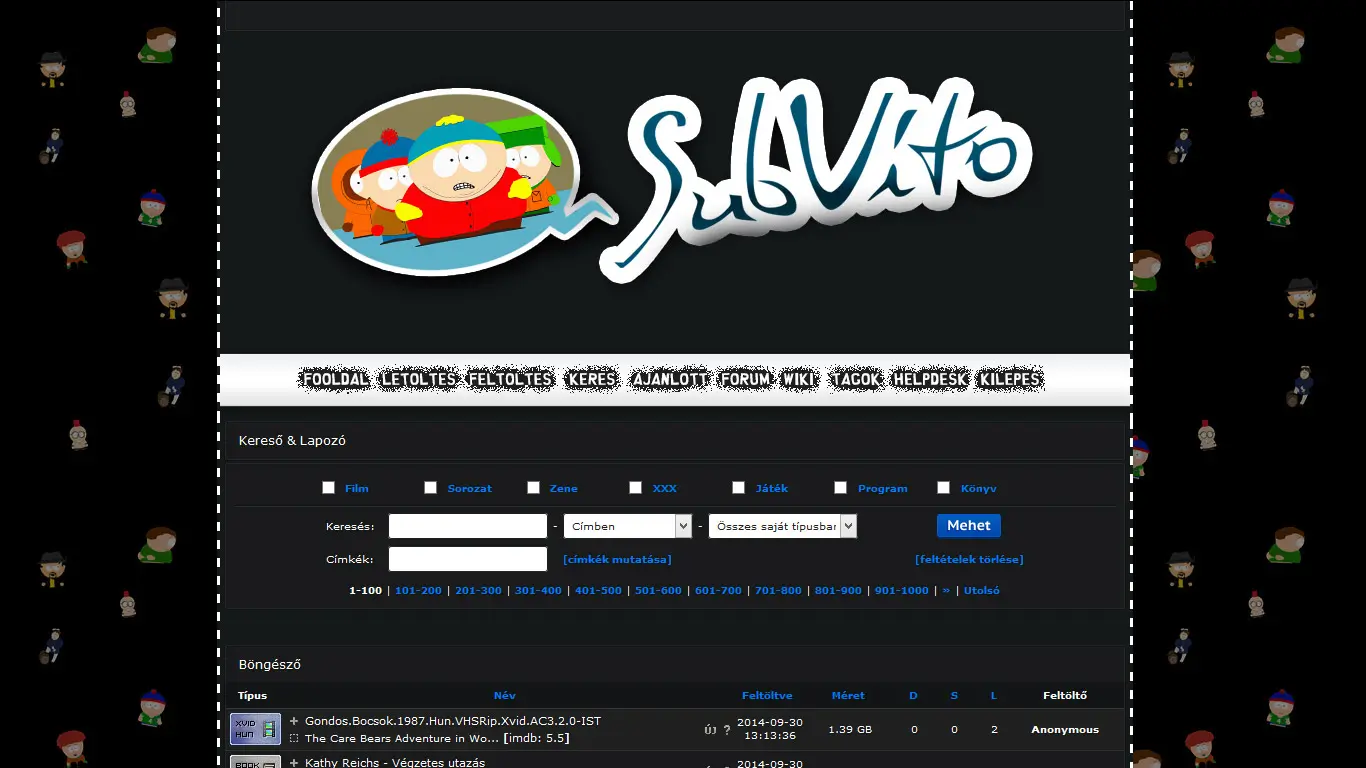 SubVito
FOOLDAL LETOLTES FELTOLTES KERES AJANLOTT FORUM WIKI TAGOK HELPDESK KILEPES
Kereső & Lapozó
Film Sorozat Zene XXX Játék Program Könyv
Keresés: - Címben - Összes saját típusban Mehet
Címkék: [címkék mutatása] [feltételek törlése]
1-100 | 101-200 | 201-300 | 301-400 | 401-500 | 501-600 | 601-700 | 701-800 | 801-900 | 901-1000 | » | Utolsó
Böngésző
Típus Név Feltöltve Méret D S L Feltöltő
XVID HUN + Gondos.Bocsok.1987.Hun.VHSRip.Xvid.AC3.2.0-IST ÚJ ? 2014-09-30 1.39 GB 0 0 2 Anonymous
The Care Bears Adventure in Wo... [imdb: 5.5] 13:13:36
BOOK + Kathy Reichs - Végzetes utazás 2014-09-30